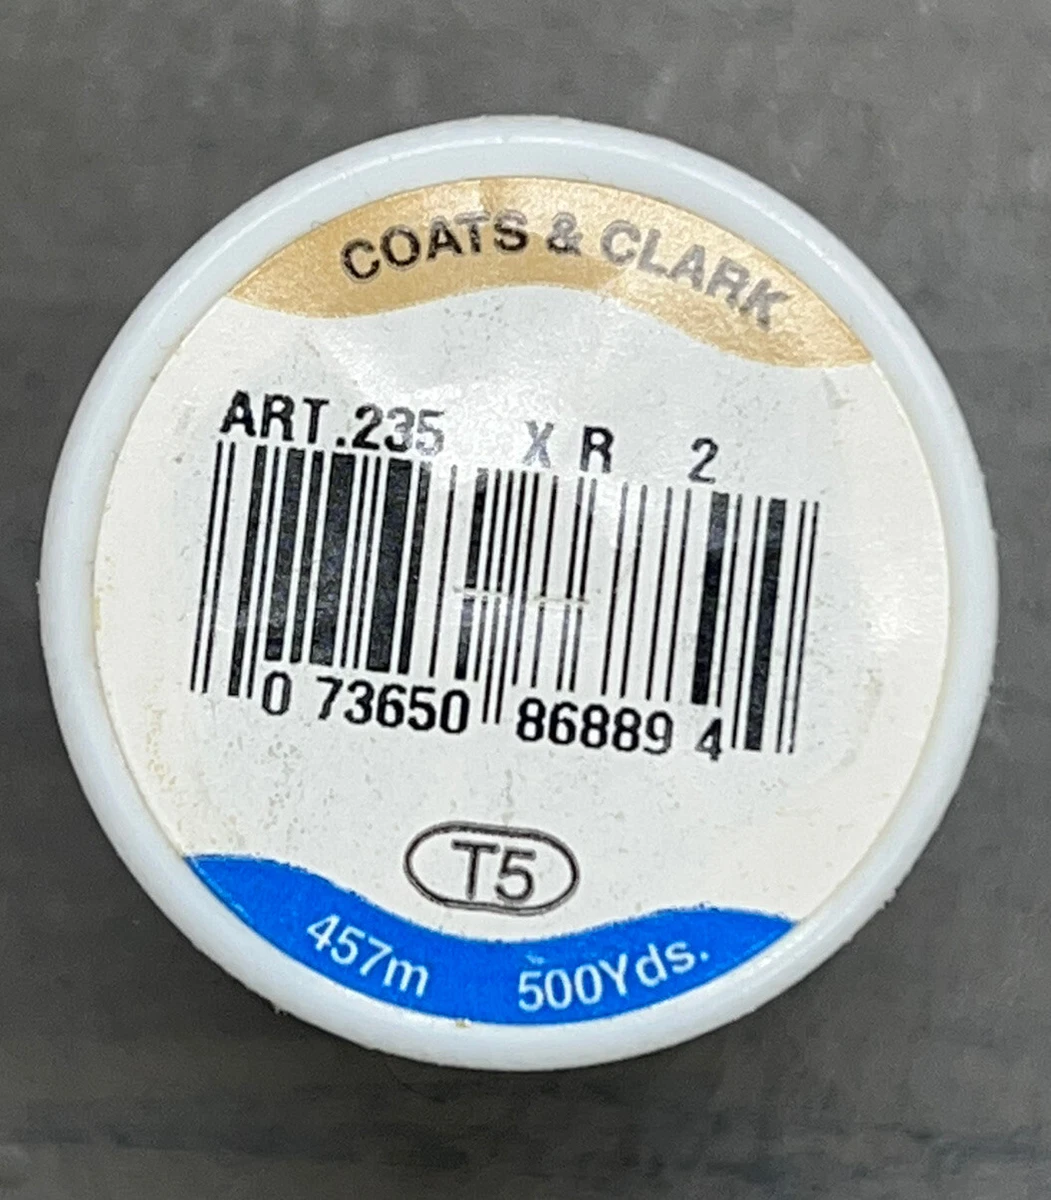 COATS & CLARK
ART.235 X R 2
0 73650 86889 4
T5
457m 500Yds.